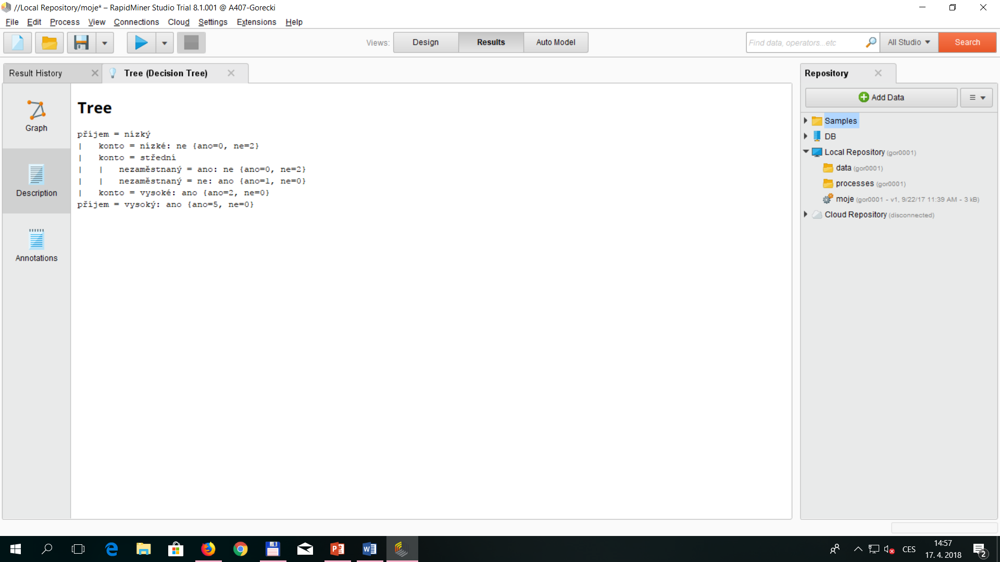 //Local Repository/moje* – RapidMiner Studio Trial 8.1.001 @ A407-Gorecki
File Edit Process View Connections Cloud Settings Extensions Help
Views: Design Results Auto Model
Find data, operators...etc All Studio Search
Result History Tree (Decision Tree)
Repository
Add Data
Graph
Description
Annotations
Tree
příjem = nízký
| konto = nízké: ne {ano=0, ne=2}
| konto = střední
| | nezaměstnaný = ano: ne {ano=0, ne=2}
| | nezaměstnaný = ne: ano {ano=1, ne=0}
| konto = vysoké: ano {ano=2, ne=0}
příjem = vysoký: ano {ano=5, ne=0}
Samples
DB
Local Repository (gor0001)
data (gor0001)
processes (gor0001)
moje (gor0001 - v1, 9/22/17 11:39 AM - 3 kB)
Cloud Repository (disconnected)
CES
14:57
17. 4. 2018
2